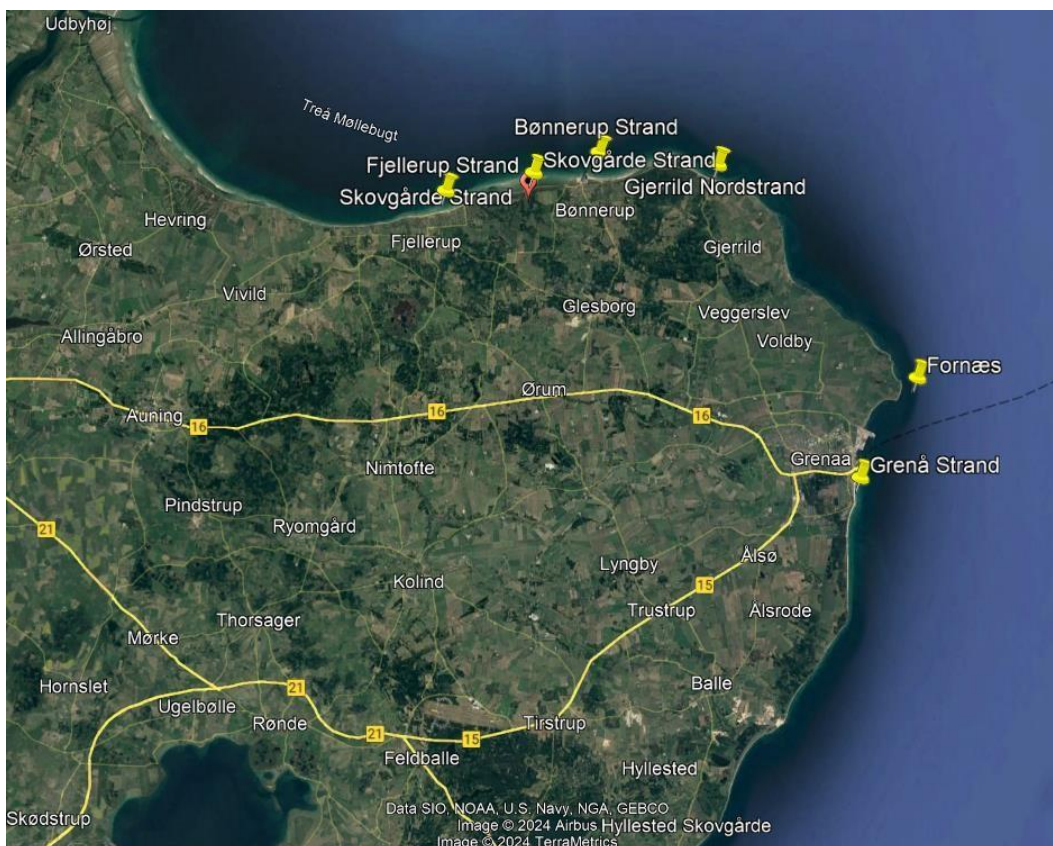 Udbyhøj
Treå Møllebugt
Bønnerup Strand
Fjellerup Strand
Skovgårde Strand
Skovgårde Strand
Gjerrild Nordstrand
Bønnerup
Hevring
Fjellerup
Gjerrild
Ørsted
Vivild
Glesborg
Veggerslev
Allingåbro
Voldby
Fornæs
Ørum
16
Auning
16
16
Grenaa
Grenå Strand
Nimtofte
Pindstrup
21
Ryomgård
Lyngby
Ålsø
Kolind
15
Trustrup
Ålsrode
Thorsager
Mørke
Hornslet
21
Balle
Ugelbølle
Rønde
21
15
Tirstrup
Feldballe
Hyllested
Data SIO, NOAA, U.S. Navy, NGA, GEBCO
Skødstrup
Image © 2024 Airbus
Hyllested Skovgårde
Image © 2024 TerraMetrics